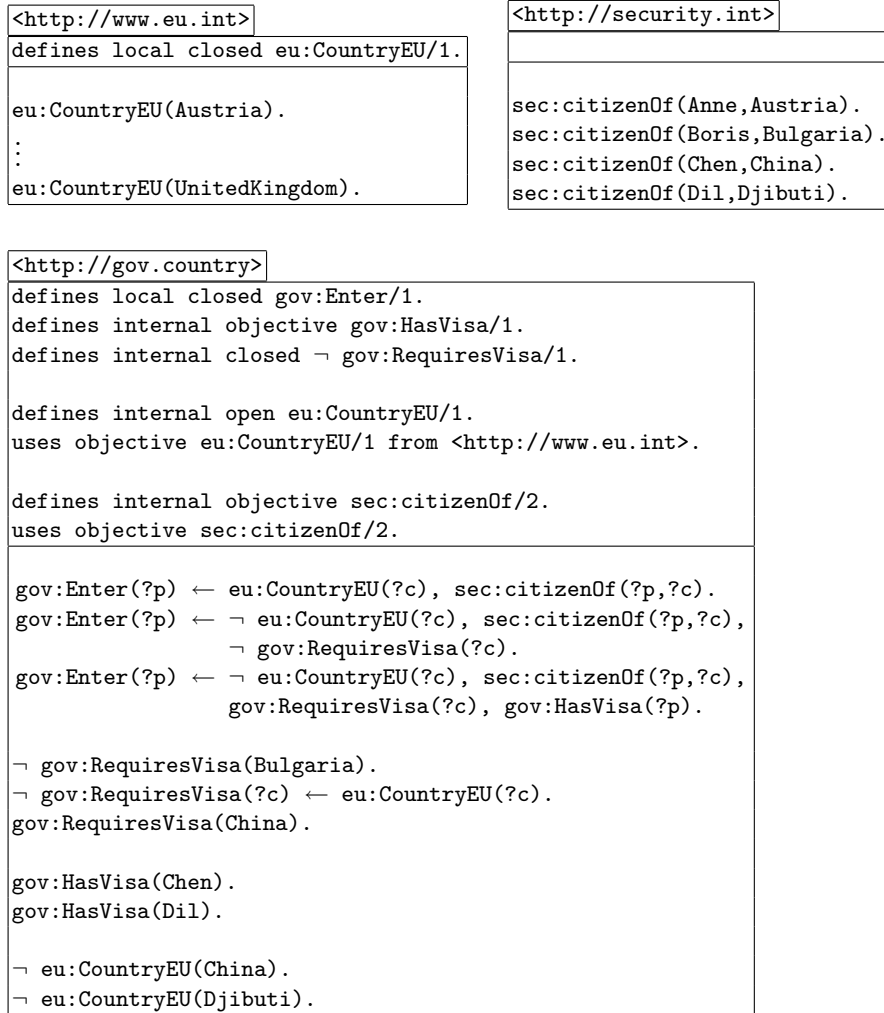 <http://www.eu.int>
defines local closed eu:CountryEU/1.
eu:CountryEU(Austria).
⋮
eu:CountryEU(UnitedKingdom).
<http://security.int>
sec:citizenOf(Anne,Austria).
sec:citizenOf(Boris,Bulgaria).
sec:citizenOf(Chen,China).
sec:citizenOf(Dil,Djibuti).
<http://gov.country>
defines local closed gov:Enter/1.
defines internal objective gov:HasVisa/1.
defines internal closed ¬ gov:RequiresVisa/1.
defines internal open eu:CountryEU/1.
uses objective eu:CountryEU/1 from <http://www.eu.int>.
defines internal objective sec:citizenOf/2.
uses objective sec:citizenOf/2.
gov:Enter(?p) ← eu:CountryEU(?c), sec:citizenOf(?p,?c).
gov:Enter(?p) ← ¬ eu:CountryEU(?c), sec:citizenOf(?p,?c),
¬ gov:RequiresVisa(?c).
gov:Enter(?p) ← ¬ eu:CountryEU(?c), sec:citizenOf(?p,?c),
gov:RequiresVisa(?c), gov:HasVisa(?p).
¬ gov:RequiresVisa(Bulgaria).
¬ gov:RequiresVisa(?c) ← eu:CountryEU(?c).
gov:RequiresVisa(China).
gov:HasVisa(Chen).
gov:HasVisa(Dil).
¬ eu:CountryEU(China).
¬ eu:CountryEU(Djibuti).